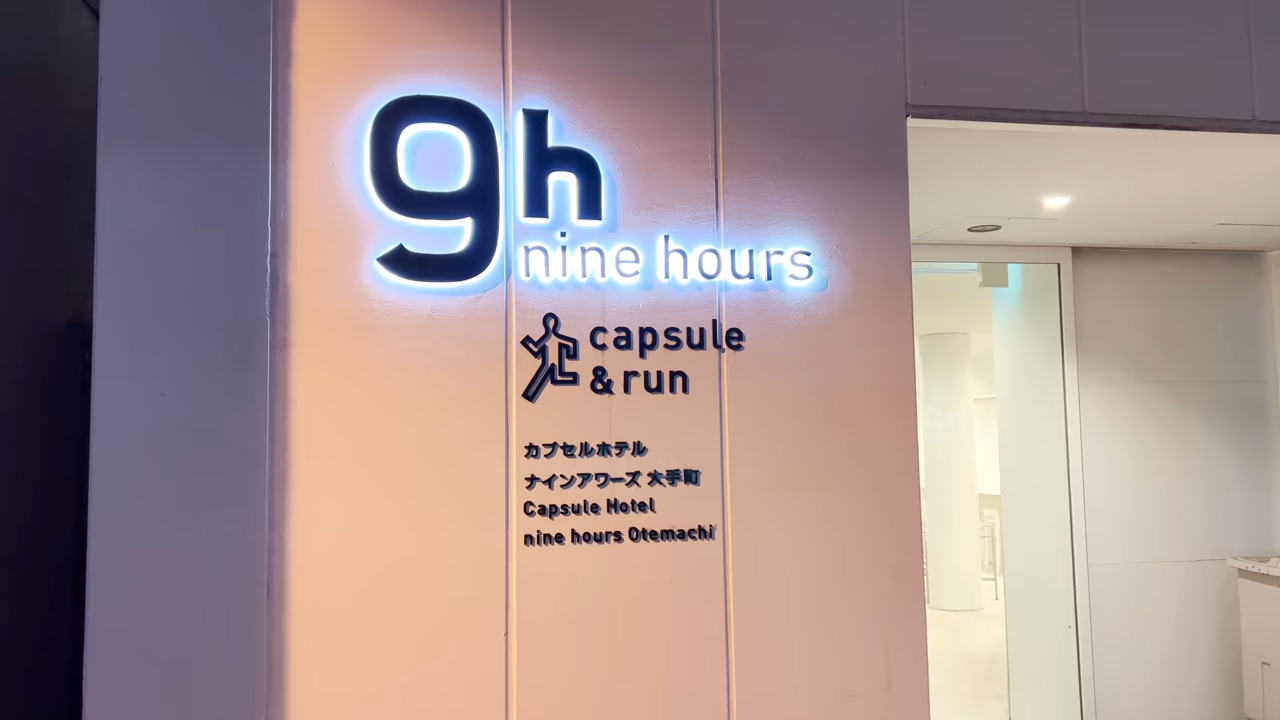 9h
nine hours
capsule
& run
カプセルホテル
ナインアワーズ 大手町
Capsule Hotel
nine hours Otemachi